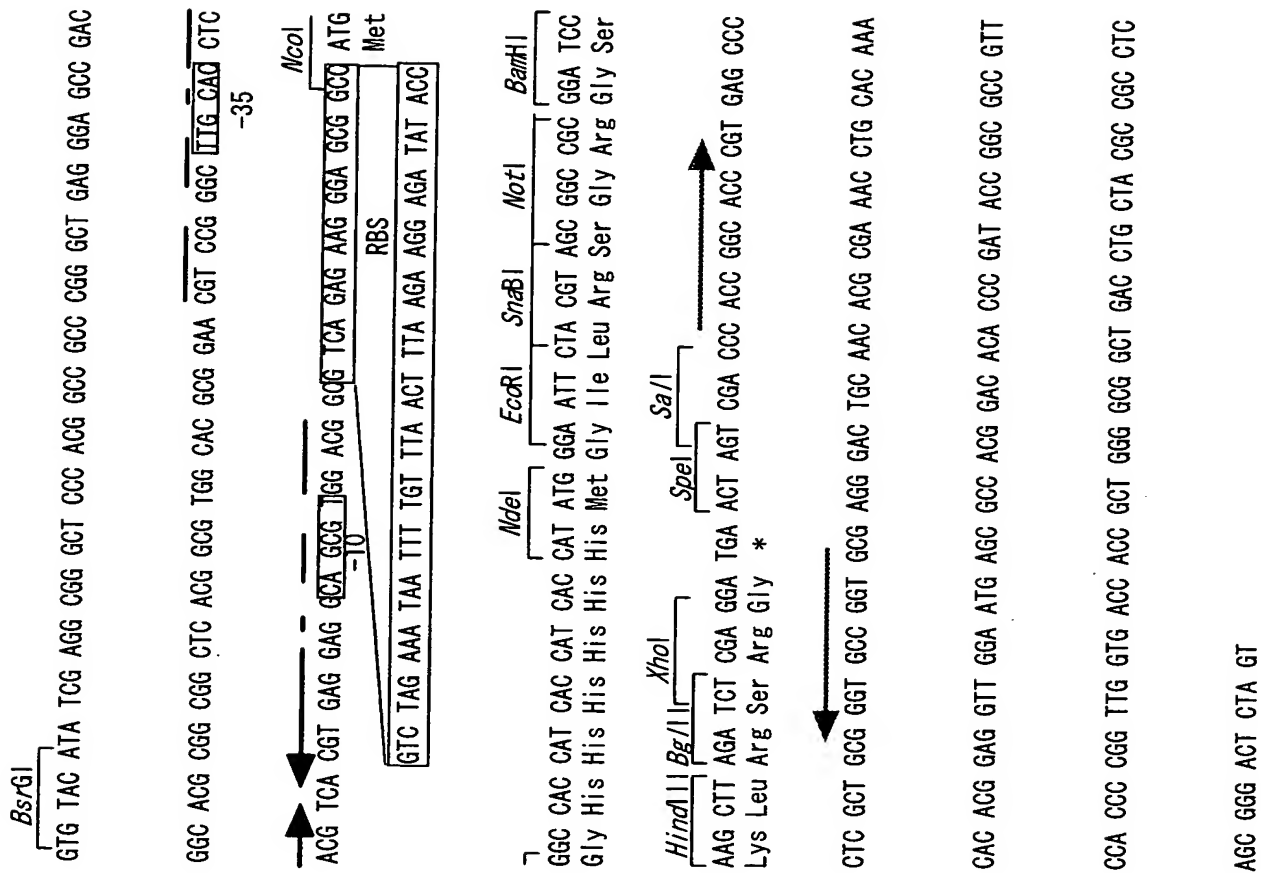 BsrGI
GTG TAC ATA TCG AGG CGG GCT CCC ACG GCC GCC CGG GCT GAG GGA GCC GAC
GGC ACG CGG CTC ACG GCG TGG CAC GCG GAA CGT CCG GGC TTG CAC CTC
-35
NcoI
ACG TCA CGT GAG GAG GCA GCG TGG ACG GCG TCA GAG AAG GGA GCG GCC ATG
-10
Met
RBS
GTC TAG AAA TAA TTT TGT TTA ACT TTA AGA AGG AGA TAT ACC
NdeI EcoRI SnaBI NotI BamHI
GGC CAC CAT CAC CAT CAC CAT ATG GGA ATT CTA CGT AGC GGC CGC GGA TCC
Gly His His His His His His Met Gly Ile Leu Arg Ser Gly Arg Gly Ser
HindIII BglII XhoI SpeI SalI
AAG CTT AGA TCT CGA GGA TGA ACT AGT CGA CCC ACC GGC ACC CGT GAG CCC
Lys Leu Arg Ser Arg Gly *
CTC GCT GCG GGT GCC GGT GCG AGG GAC TGC AAC ACG CGA AAC CTG CAC AAA
CAC ACG GAG GTT GGA ATG AGC GCC ACG GAC ACA CCC GAT ACC GGC GCC GTT
CCA CCC CGG TTG GTG ACC ACC GCT GGG GCG GCT GAC CTG CTA CGC CGC CTC
AGC GGG ACT CTA GT